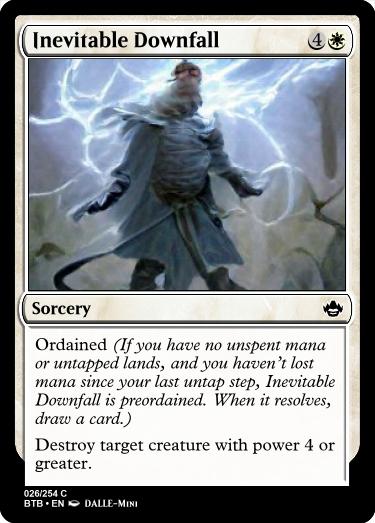 Inevitable Downfall 4
Sorcery
Ordained (If you have no unspent mana
or untapped lands, and you haven't lost
mana since your last untap step, Inevitable
Downfall is preordained. When it resolves,
draw a card.)
Destroy target creature with power 4 or
greater.
026/254 C
BTB • EN DALLE-Mini